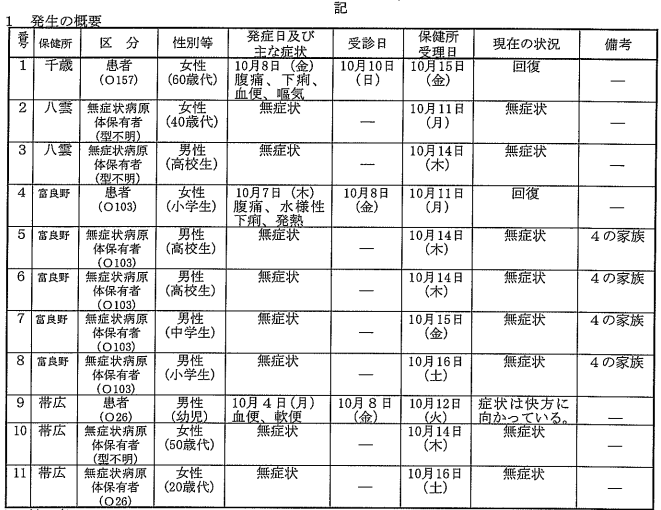 記
1　発生の概要
番号　保健所　区　分　性別等　発症日及び主な症状　受診日　保健所受理日　現在の状況　備考
1　千歳　患者（O157）　女性（60歳代）　10月8日（金）腹痛、下痢、血便、嘔気　10月10日（日）　10月15日（金）　回復　―
2　八雲　無症状病原体保有者（型不明）　女性（40歳代）　無症状　―　10月11日（月）　無症状　―
3　八雲　無症状病原体保有者（型不明）　男性（高校生）　無症状　―　10月14日（木）　無症状　―
4　富良野　患者（O103）　女性（小学生）　10月7日（木）腹痛、水様性下痢、発熱　10月8日（金）　10月11日（月）　回復　―
5　富良野　無症状病原体保有者（O103）　男性（高校生）　無症状　―　10月14日（木）　無症状　４の家族
6　富良野　無症状病原体保有者（O103）　男性（高校生）　無症状　―　10月14日（木）　無症状　４の家族
7　富良野　無症状病原体保有者（O103）　男性（中学生）　無症状　―　10月15日（金）　無症状　４の家族
8　富良野　無症状病原体保有者（O103）　男性（小学生）　無症状　―　10月16日（土）　無症状　４の家族
9　帯広　患者（O26）　男性（幼児）　10月４日（月）血便、軟便　10月８日（金）　10月12日（火）　症状は快方に向かっている。　―
10　帯広　無症状病原体保有者（型不明）　女性（50歳代）　無症状　―　10月14日（木）　無症状　―
11　帯広　無症状病原体保有者（O26）　女性（20歳代）　無症状　―　10月16日（土）　無症状　―